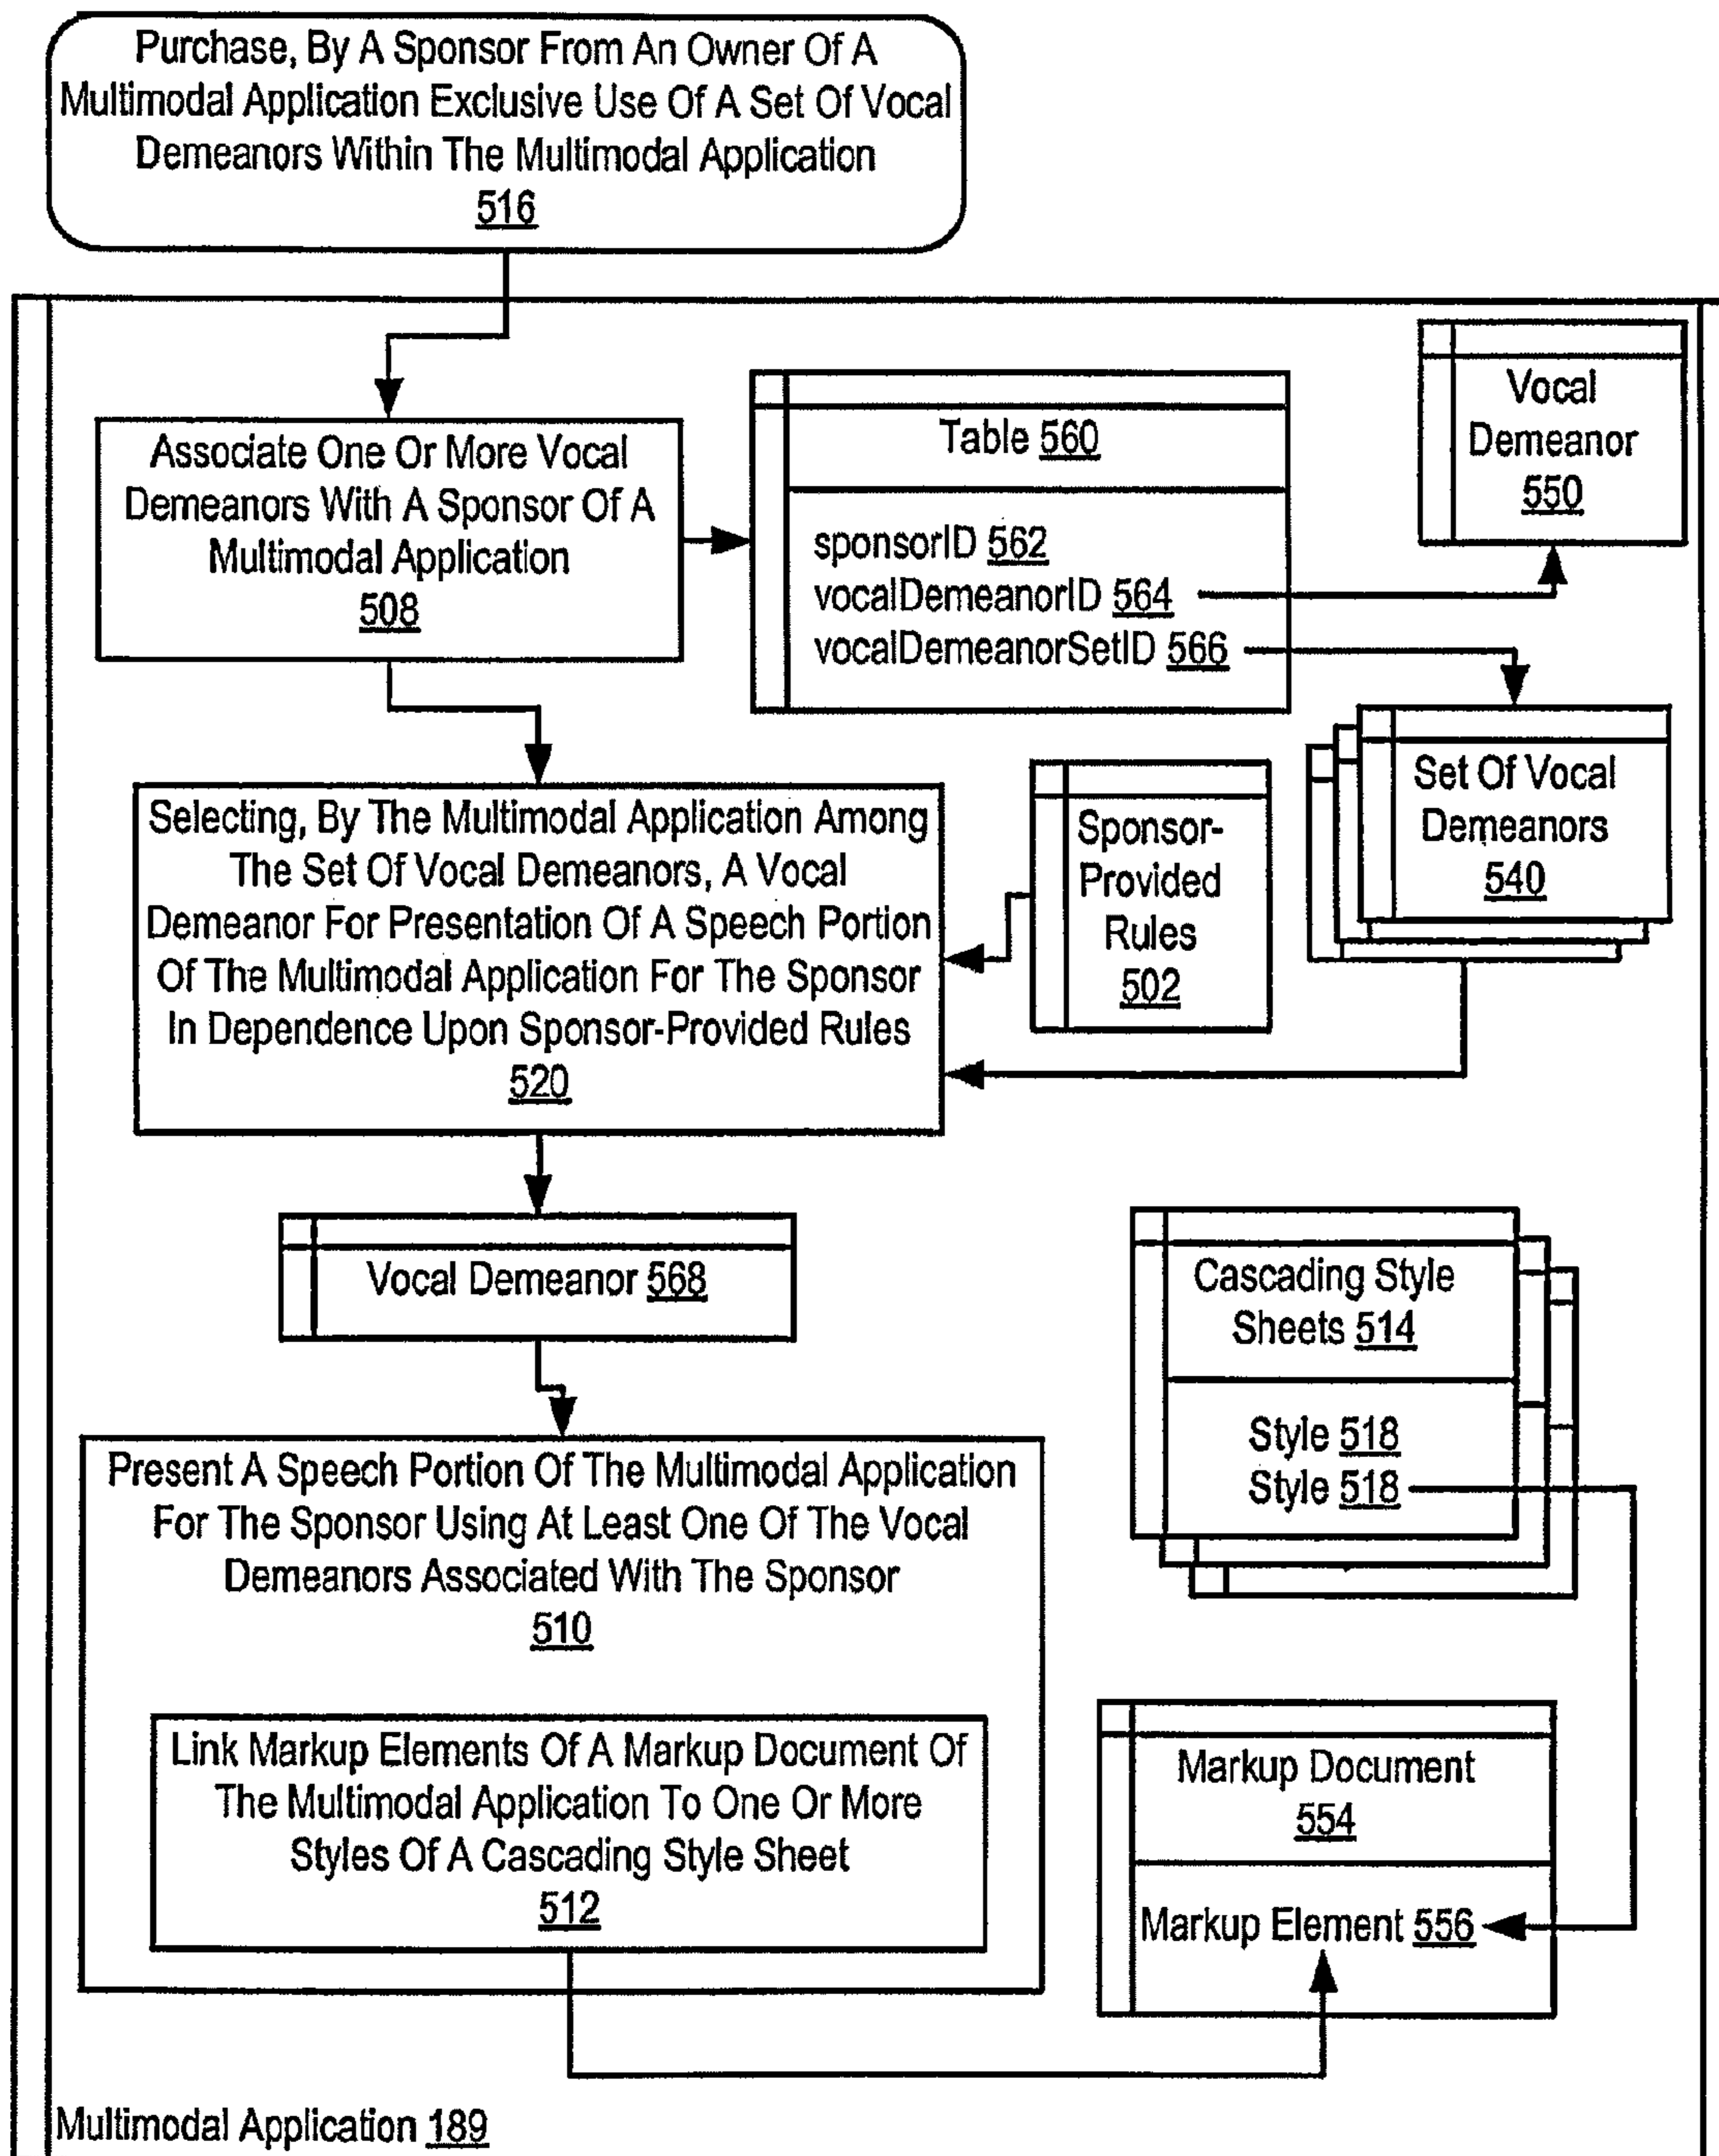 Purchase, By A Sponsor From An Owner Of A
Multimodal Application Exclusive Use Of A Set Of Vocal
Demeanors Within The Multimodal Application
516
Associate One Or More Vocal
Demeanors With A Sponsor Of A
Multimodal Application
508
Table 560
sponsorID 562
vocalDemeanorID 564
vocalDemeanorSetID 566
Vocal
Demeanor
550
Selecting, By The Multimodal Application Among
The Set Of Vocal Demeanors, A Vocal
Demeanor For Presentation Of A Speech Portion
Of The Multimodal Application For The Sponsor
In Dependence Upon Sponsor-Provided Rules
520
Sponsor-
Provided
Rules
502
Set Of Vocal
Demeanors
540
Vocal Demeanor 568
Cascading Style
Sheets 514
Style 518
Style 518
Present A Speech Portion Of The Multimodal Application
For The Sponsor Using At Least One Of The Vocal
Demeanors Associated With The Sponsor
510
Link Markup Elements Of A Markup Document Of
The Multimodal Application To One Or More
Styles Of A Cascading Style Sheet
512
Markup Document
554
Markup Element 556
Multimodal Application 189